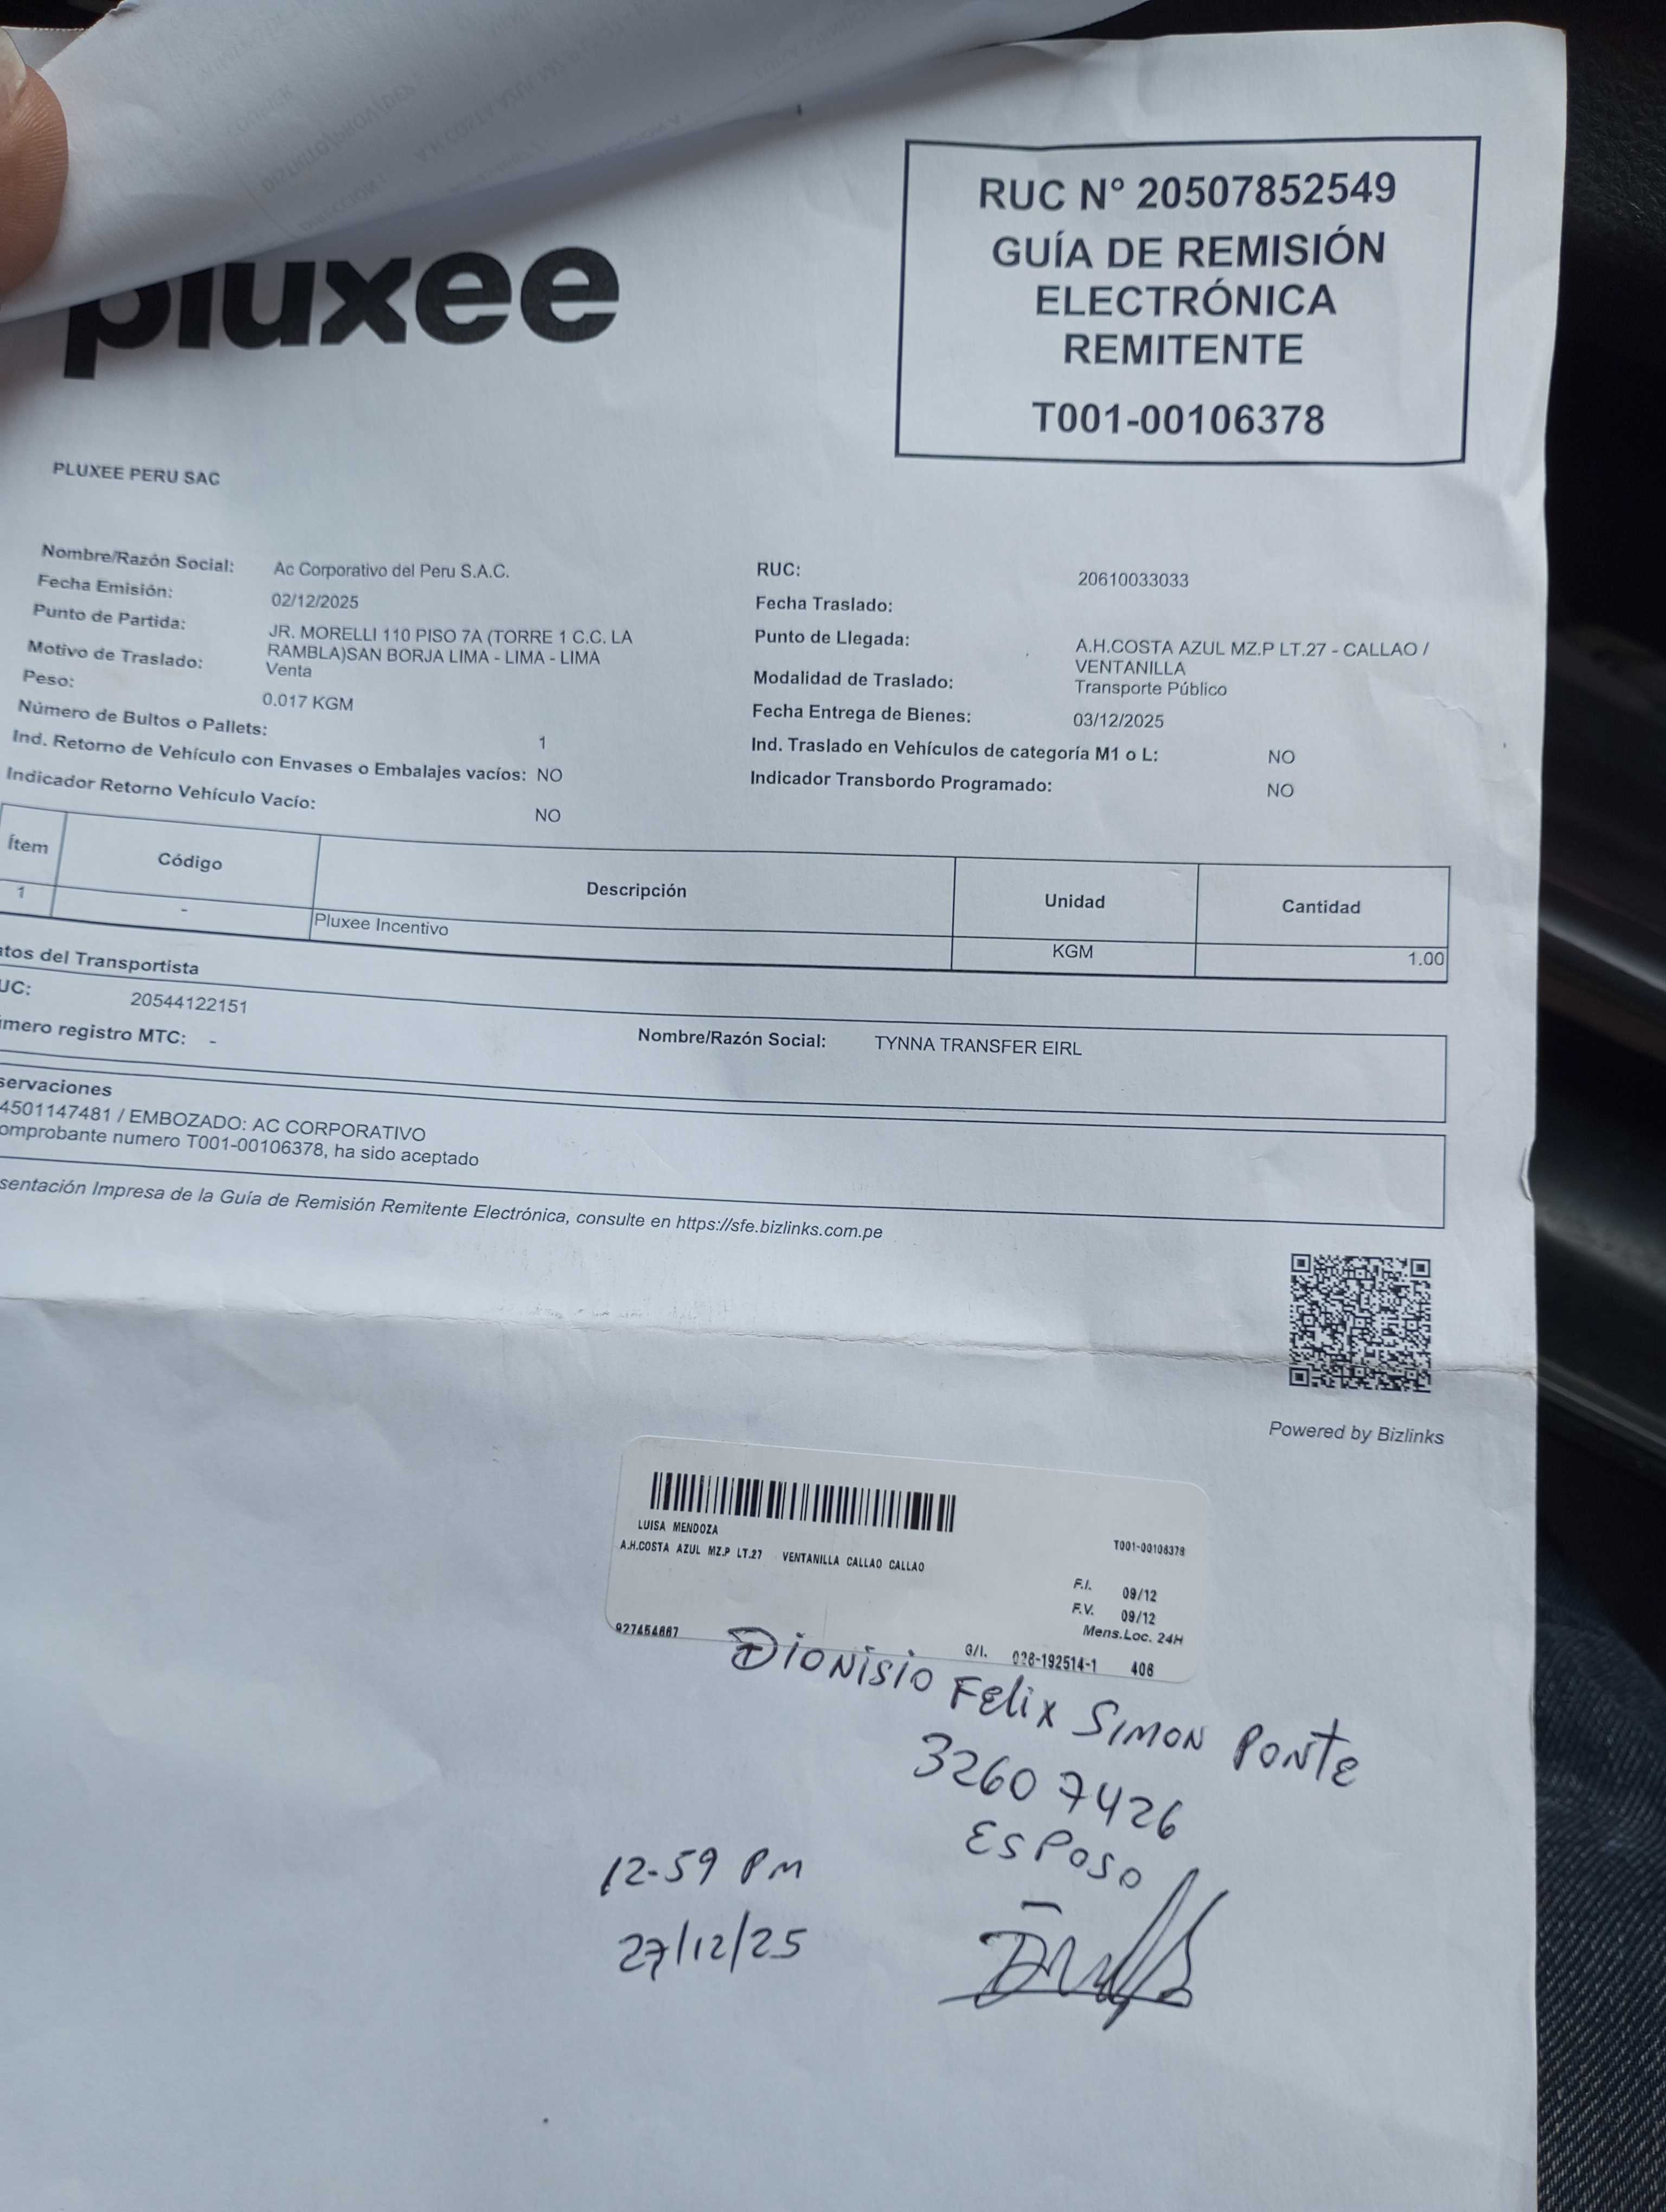 pluxee
RUC N° 20507852549
GUÍA DE REMISIÓN
ELECTRÓNICA
REMITENTE
T001-00106378
PLUXEE PERU SAC
Nombre/Razón Social: Ac Corporativo del Peru S.A.C.
RUC: 20610033033
Fecha Emisión: 02/12/2025
Fecha Traslado:
Punto de Partida: JR. MORELLI 110 PISO 7A (TORRE 1 C.C. LA
RAMBLA)SAN BORJA LIMA - LIMA - LIMA
Punto de Llegada: A.H.COSTA AZUL MZ.P LT.27 - CALLAO /
VENTANILLA
Motivo de Traslado: Venta
Modalidad de Traslado: Transporte Público
Peso: 0.017 KGM
Fecha Entrega de Bienes: 03/12/2025
Número de Bultos o Pallets: 1
Ind. Traslado en Vehículos de categoría M1 o L: NO
Ind. Retorno de Vehículo con Envases o Embalajes vacíos: NO
Indicador Transbordo Programado: NO
Indicador Retorno Vehículo Vacío: NO
Ítem Código Descripción Unidad Cantidad
1 - Pluxee Incentivo KGM 1.00
tos del Transportista
UC: 20544122151
mero registro MTC: -
Nombre/Razón Social: TYNNA TRANSFER EIRL
servaciones
4501147481 / EMBOZADO: AC CORPORATIVO
omprobante numero T001-00106378, ha sido aceptado
sentación Impresa de la Guía de Remisión Remitente Electrónica, consulte en https://sfe.bizlinks.com.pe
Powered by Bizlinks
LUISA MENDOZA
T001-00106378
A.H.COSTA AZUL MZ.P LT.27 VENTANILLA CALLAO CALLAO
F.I. 09/12
F.V. 09/12
Mens.Loc. 24H
927454667
G/I. 026-192514-1 406
Dionisio Felix Simon Ponte
32607426
Esposo
12-59 PM
27/12/25